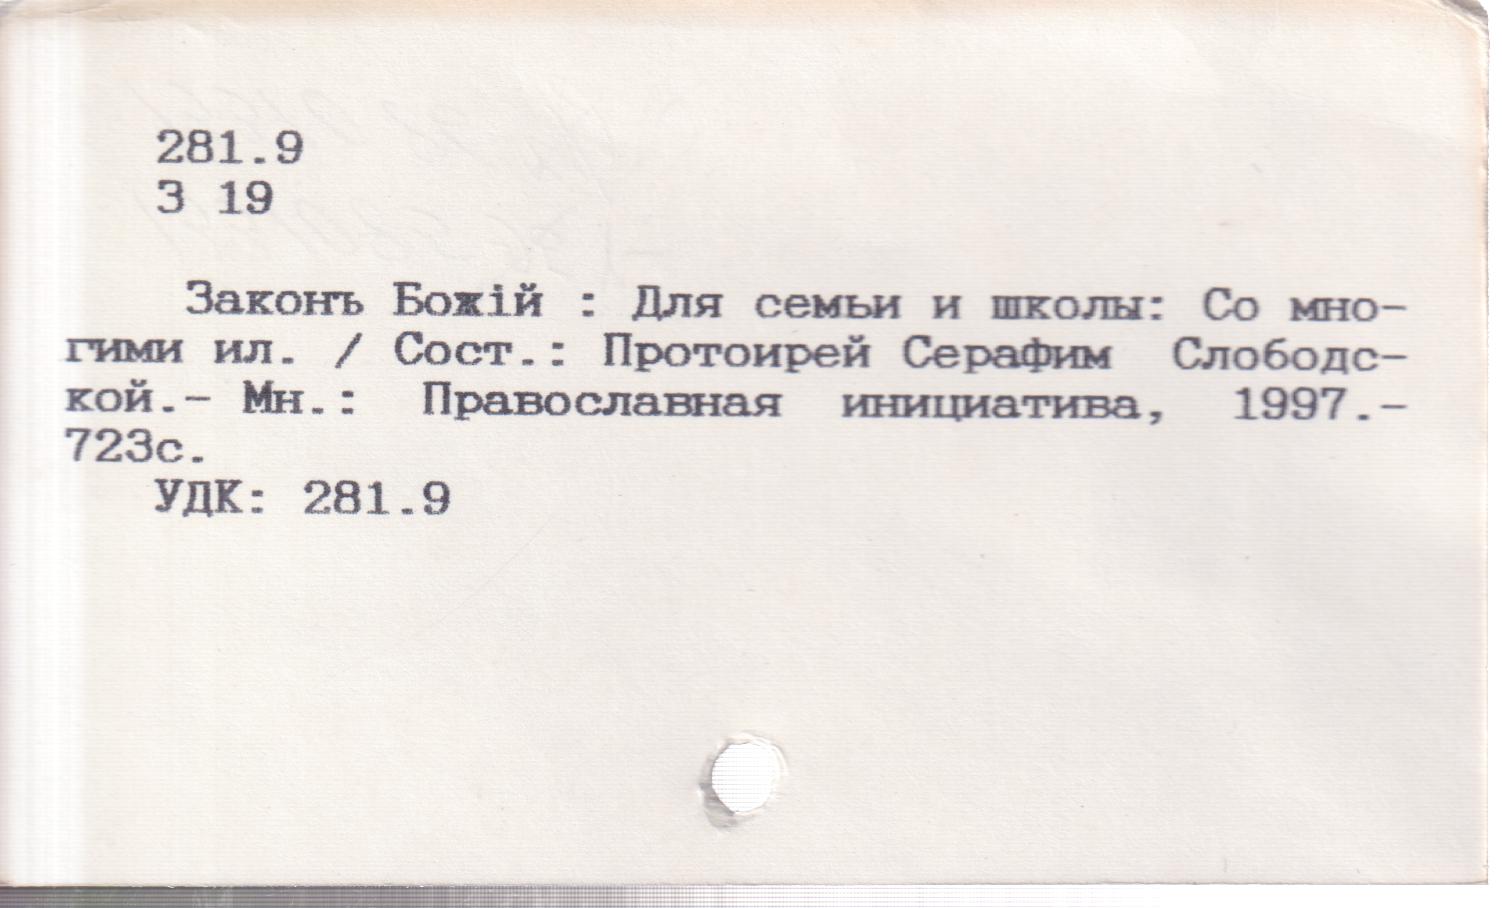 281.9
З 19
Законъ Божій : Для семьи и школы: Со мно-
гими ил. / Сост.: Протоирей Серафим Слободс-
кой.- Мн.: Православная инициатива, 1997.-
723с.
УДК: 281.9